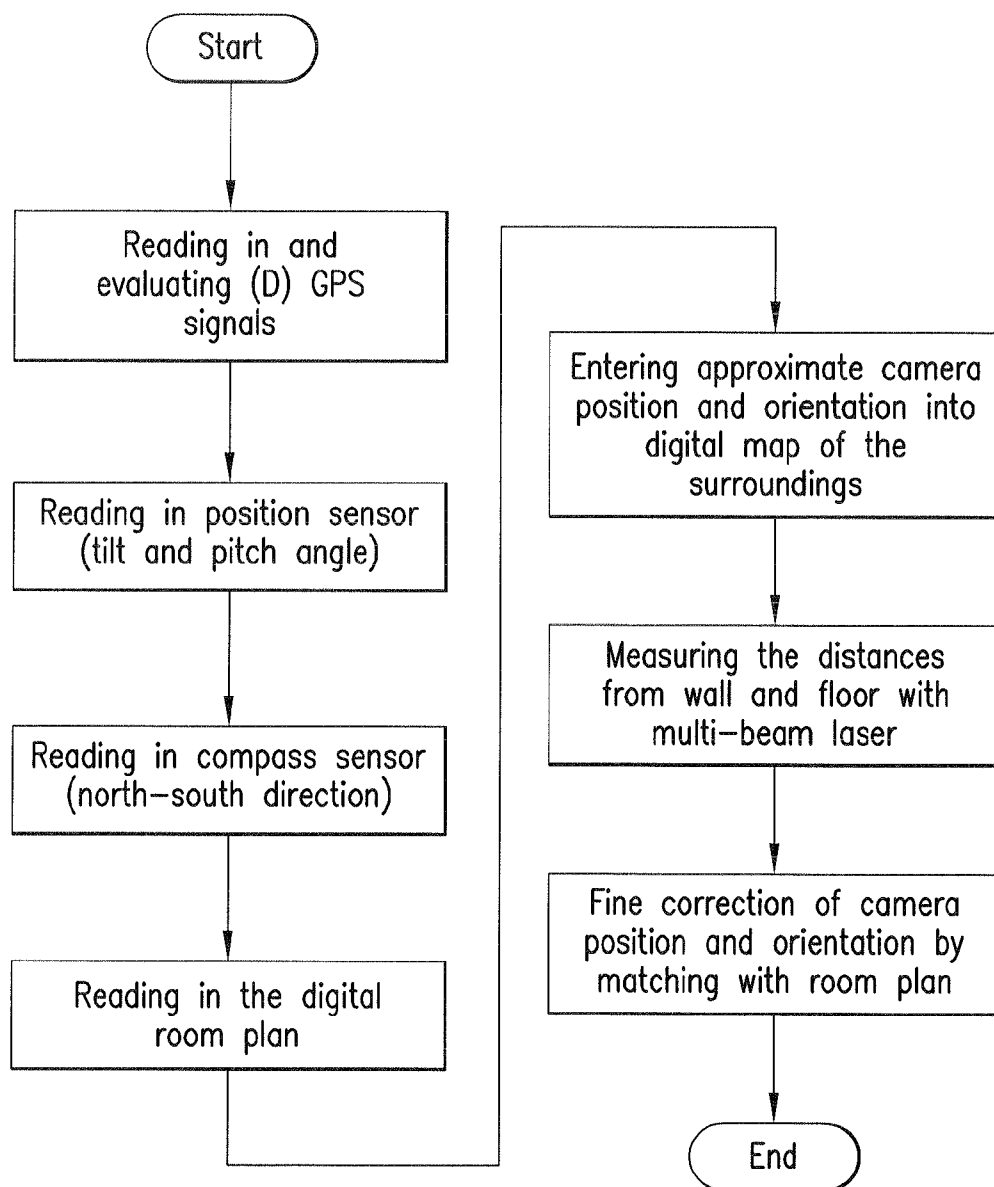 Start
Reading in and
evaluating (D) GPS
signals
Reading in position sensor
(tilt and pitch angle)
Reading in compass sensor
(north-south direction)
Reading in the digital
room plan
Entering approximate camera
position and orientation into
digital map of the
surroundings
Measuring the distances
from wall and floor with
multi-beam laser
Fine correction of camera
position and orientation by
matching with room plan
End